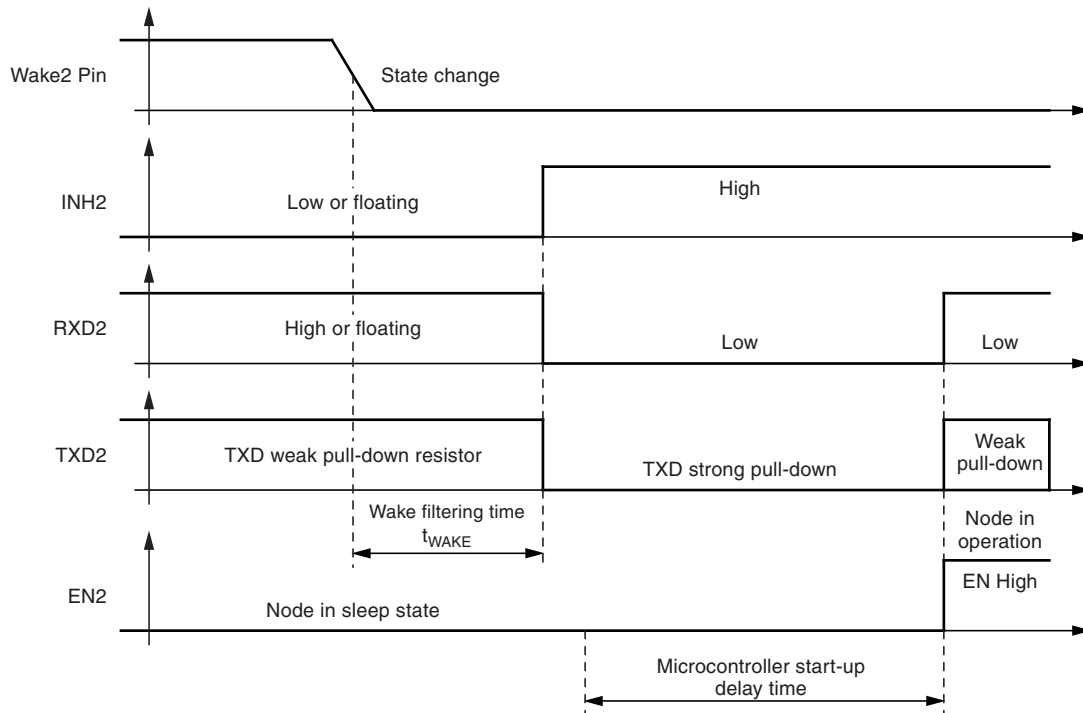 Wake2 Pin
State change
INH2
Low or floating
High
RXD2
High or floating
Low
Low
TXD2
TXD weak pull-down resistor
TXD strong pull-down
Weak
pull-down
Wake filtering time
tWAKE
Node in
operation
EN2
Node in sleep state
EN High
Microcontroller start-up
delay time